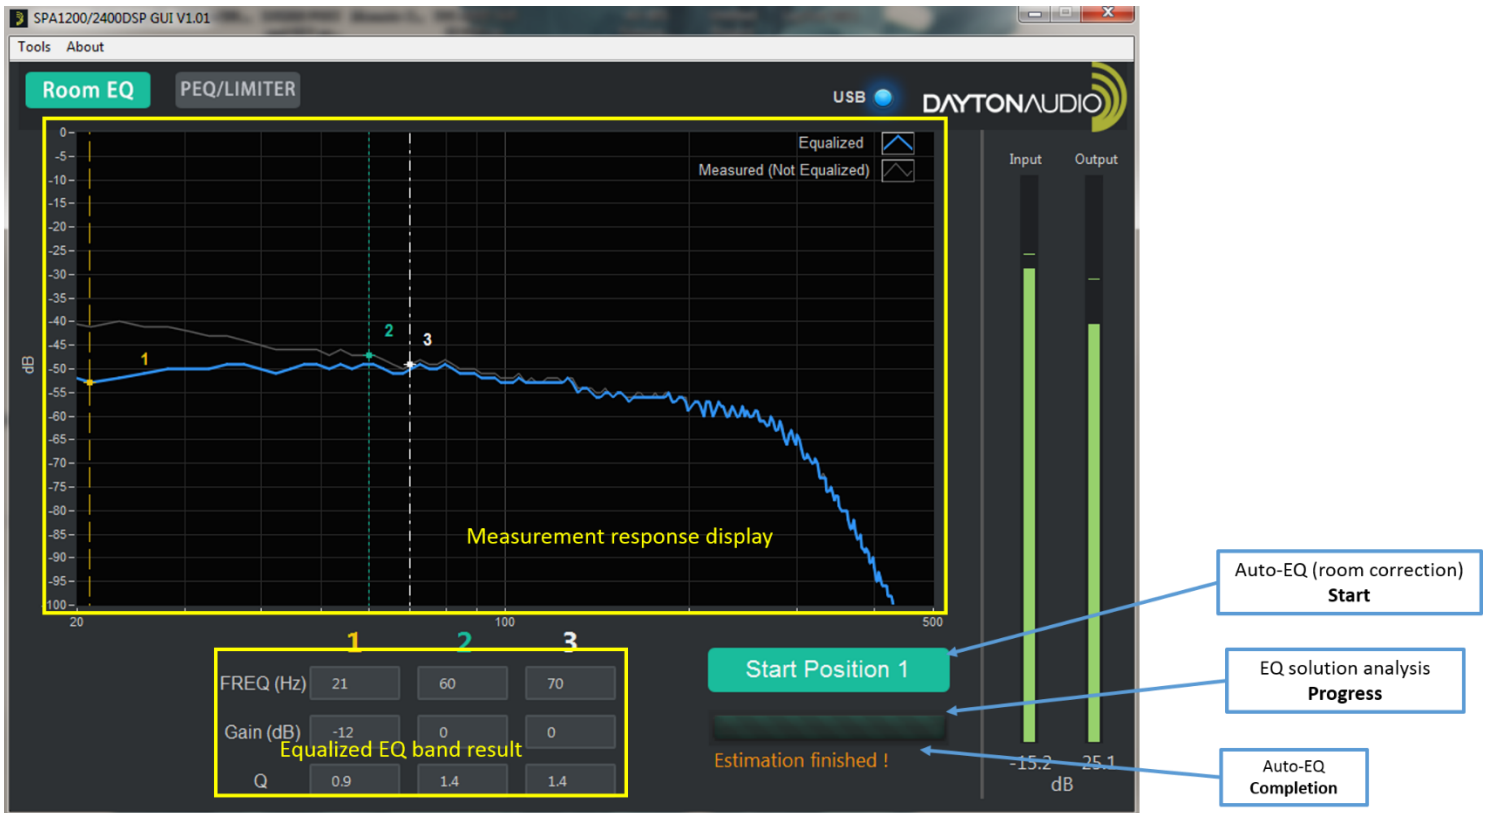 SPA1200/2400DSP GUI V1.01
Tools About
Room EQ
PEQ/LIMITER
USB
DAYTONAUDIO
Equalized
Measured (Not Equalized)
0
-5
-10
-15
-20
-25
-30
-35
-40
-45
-50
-55
-60
-65
-70
-75
-80
-85
-90
-95
-100
dB
1
2
3
Measurement response display
20
100
500
Input Output
-15.2 25.1
dB
1 2 3
FREQ (Hz) 21 60 70
Gain (dB) -12 0 0
Equalized EQ band result
Q 0.9 1.4 1.4
Start Position 1
Estimation finished !
Auto-EQ (room correction)
Start
EQ solution analysis
Progress
Auto-EQ
Completion